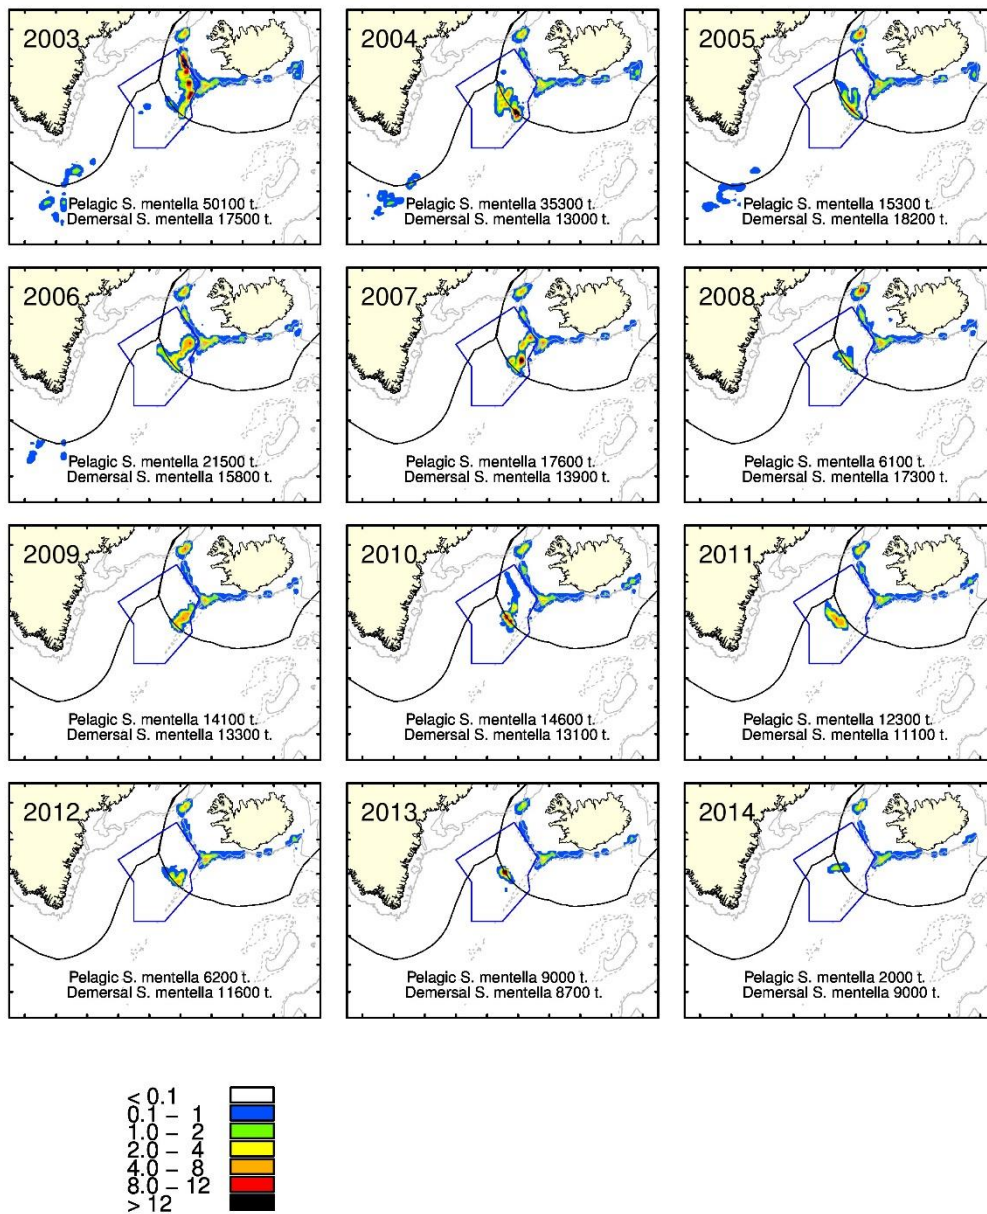 2003
Pelagic S. mentella 50100 t.
Demersal S. mentella 17500 t.
2004
Pelagic S. mentella 35300 t.
Demersal S. mentella 13000 t.
2005
Pelagic S. mentella 15300 t.
Demersal S. mentella 18200 t.
2006
Pelagic S. mentella 21500 t.
Demersal S. mentella 15800 t.
2007
Pelagic S. mentella 17600 t.
Demersal S. mentella 13900 t.
2008
Pelagic S. mentella 6100 t.
Demersal S. mentella 17300 t.
2009
Pelagic S. mentella 14100 t.
Demersal S. mentella 13300 t.
2010
Pelagic S. mentella 14600 t.
Demersal S. mentella 13100 t.
2011
Pelagic S. mentella 12300 t.
Demersal S. mentella 11100 t.
2012
Pelagic S. mentella 6200 t.
Demersal S. mentella 11600 t.
2013
Pelagic S. mentella 9000 t.
Demersal S. mentella 8700 t.
2014
Pelagic S. mentella 2000 t.
Demersal S. mentella 9000 t.
< 0.1
0.1 – 1
1.0 – 2
2.0 – 4
4.0 – 8
8.0 – 12
> 12